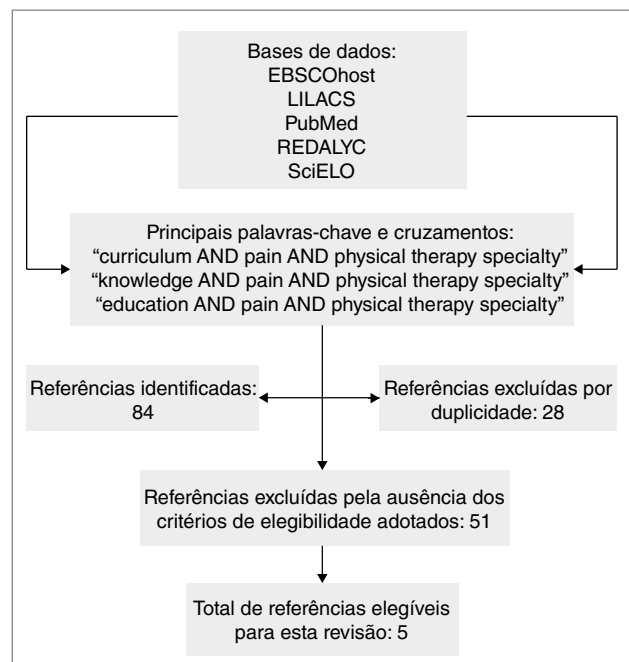 Bases de dados:
EBSCOhost
LILACS
PubMed
REDALYC
SciELO
Principais palavras-chave e cruzamentos:
“curriculum AND pain AND physical therapy specialty”
“knowledge AND pain AND physical therapy specialty”
“education AND pain AND physical therapy specialty”
Referências identificadas:
84
Referências excluídas por
duplicidade: 28
Referências excluídas pela ausência dos
critérios de elegibilidade adotados: 51
Total de referências elegíveis
para esta revisão: 5